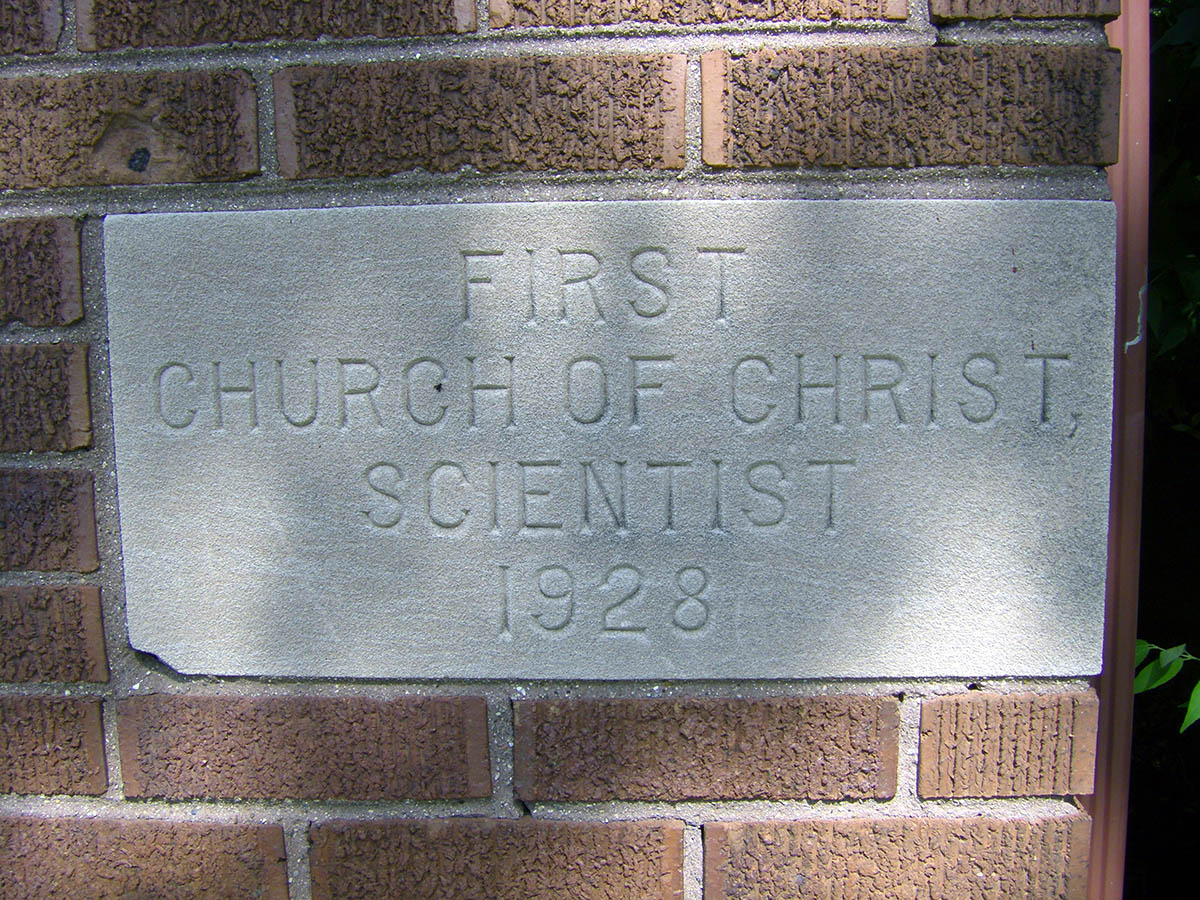 FIRST
CHURCH OF CHRIST,
SCIENTIST
1928